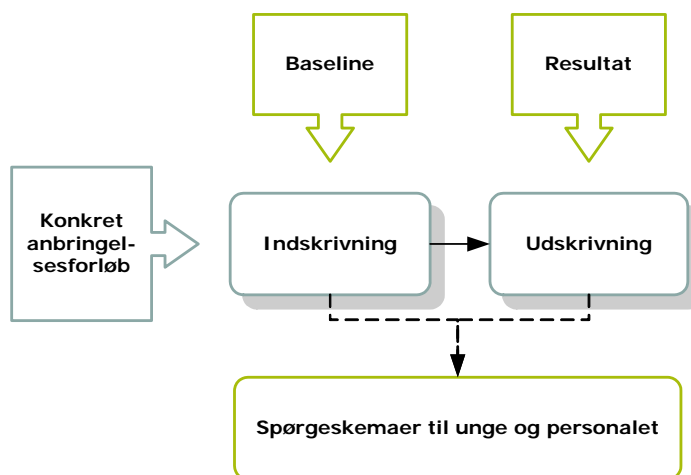 Baseline
Resultat
Konkret
anbringel-
sesforløb
Indskrivning
Udskrivning
Spørgeskemaer til unge og personalet